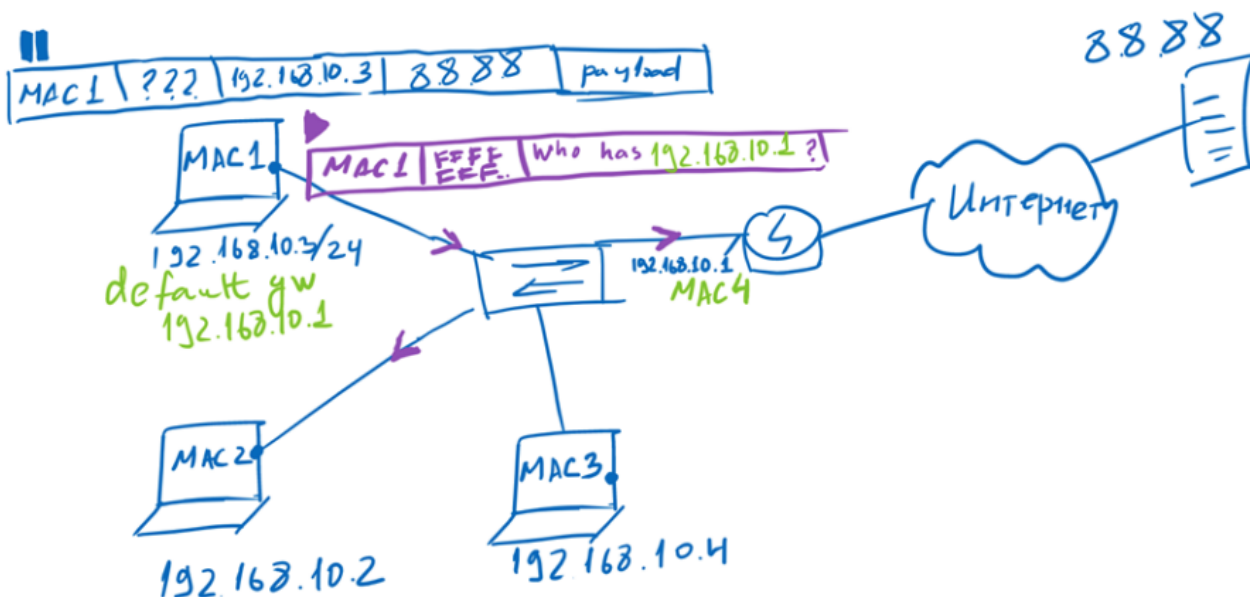 8.8.8.8
MAC1 ??? 192.168.10.3 8.8.8.8 payload
MAC1 FFFF FFF.. Who has 192.168.10.1 ?
MAC1
192.168.10.3/24
default gw
192.168.10.1
192.168.10.1
MAC4
Интернет
MAC2
192.168.10.2
MAC3
192.168.10.4